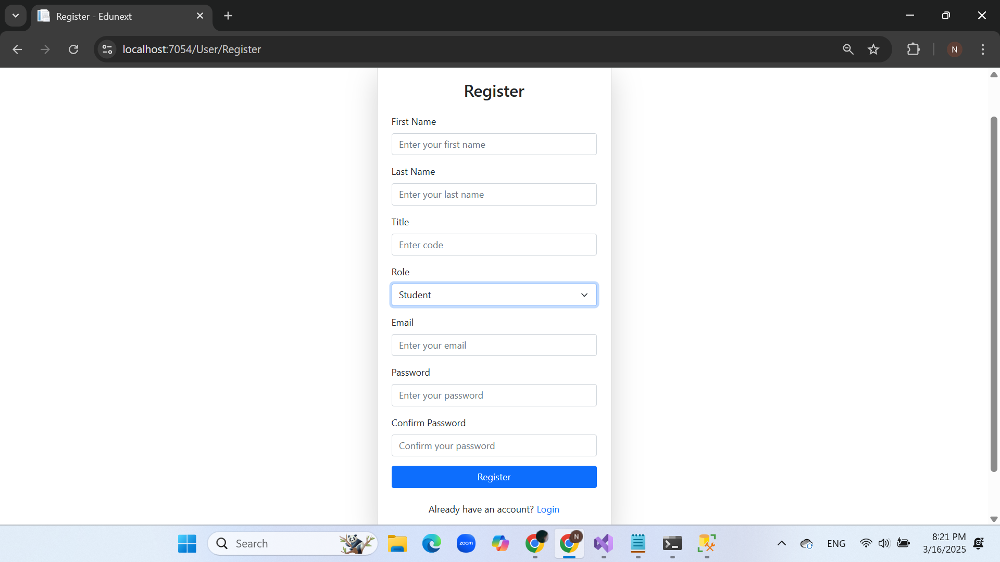 Register - Edunext
localhost:7054/User/Register
N
Register
First Name
Enter your first name
Last Name
Enter your last name
Title
Enter code
Role
Student
Email
Enter your email
Password
Enter your password
Confirm Password
Confirm your password
Register
Already have an account? Login
Search
zoom
N
ENG
8:21 PM
3/16/2025